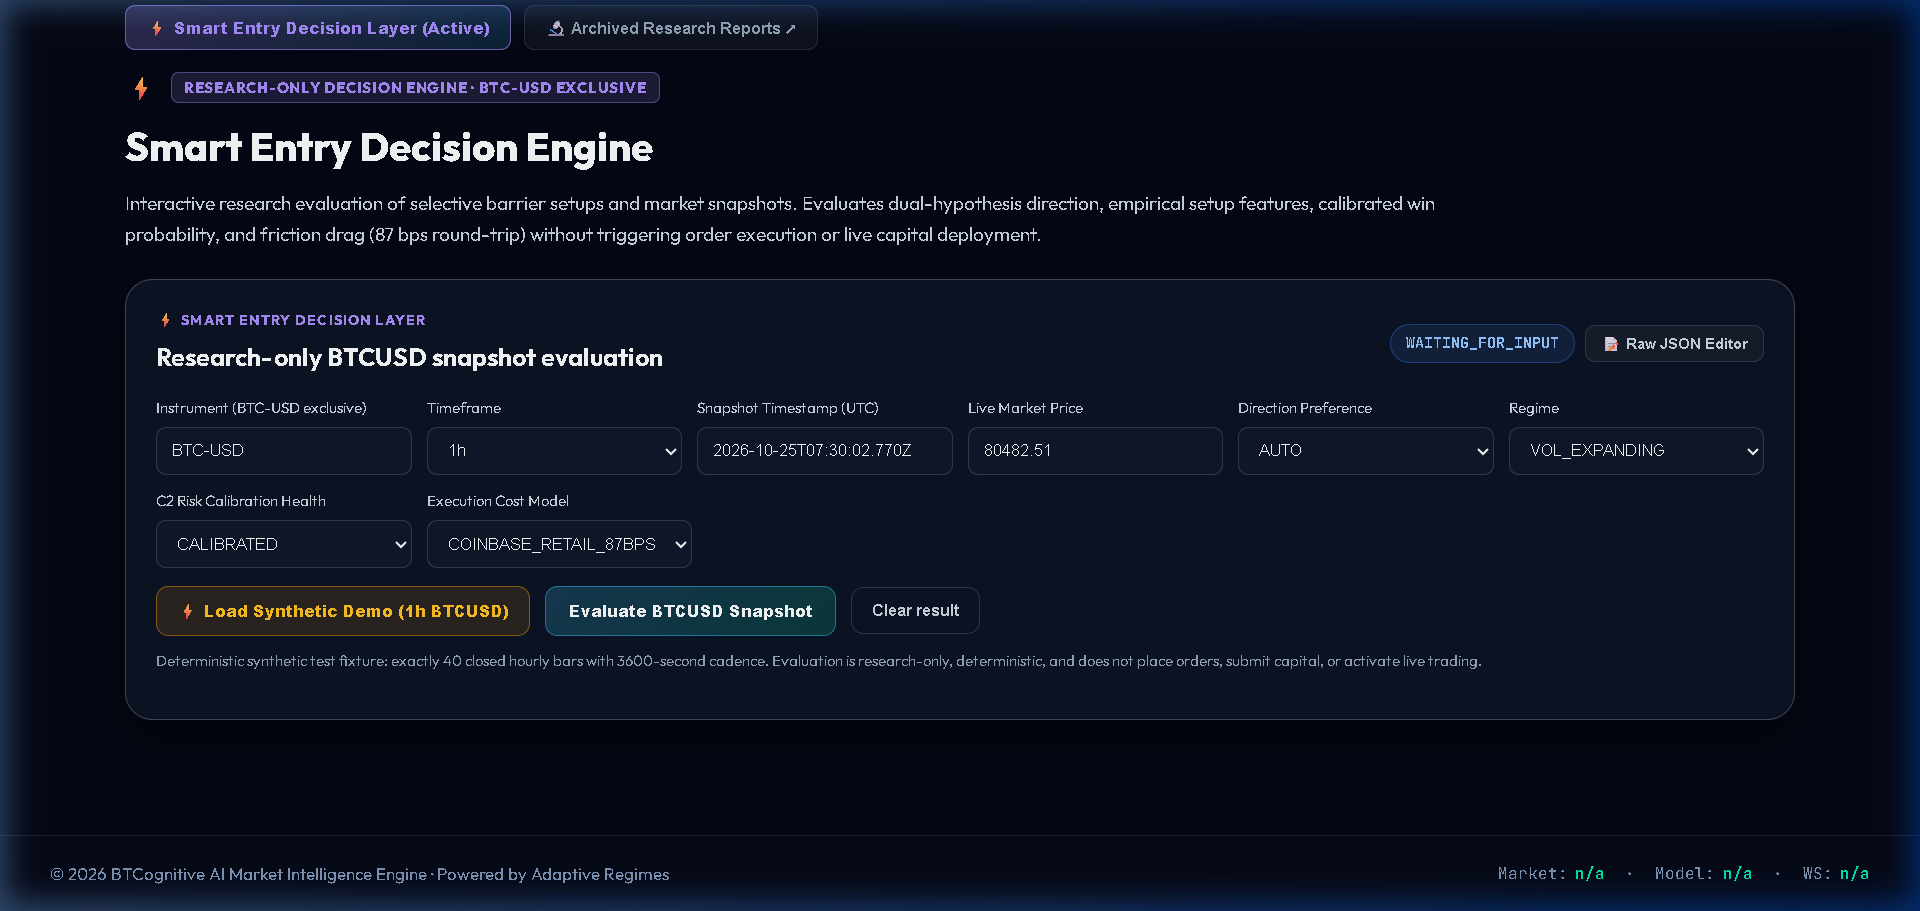 Smart Entry Decision Layer (Active)
Archived Research Reports ↗
RESEARCH-ONLY DECISION ENGINE · BTC-USD EXCLUSIVE
Smart Entry Decision Engine
Interactive research evaluation of selective barrier setups and market snapshots. Evaluates dual-hypothesis direction, empirical setup features, calibrated win
probability, and friction drag (87 bps round-trip) without triggering order execution or live capital deployment.
SMART ENTRY DECISION LAYER
Research-only BTCUSD snapshot evaluation
WAITING_FOR_INPUT
Raw JSON Editor
Instrument (BTC-USD exclusive)
Timeframe
Snapshot Timestamp (UTC)
Live Market Price
Direction Preference
Regime
BTC-USD
1h
2026-10-25T07:30:02.770Z
80482.51
AUTO
VOL_EXPANDING
C2 Risk Calibration Health
Execution Cost Model
CALIBRATED
COINBASE_RETAIL_87BPS
Load Synthetic Demo (1h BTCUSD)
Evaluate BTCUSD Snapshot
Clear result
Deterministic synthetic test fixture: exactly 40 closed hourly bars with 3600-second cadence. Evaluation is research-only, deterministic, and does not place orders, submit capital, or activate live trading.
© 2026 BTCognitive AI Market Intelligence Engine · Powered by Adaptive Regimes
Market: n/a · Model: n/a · WS: n/a